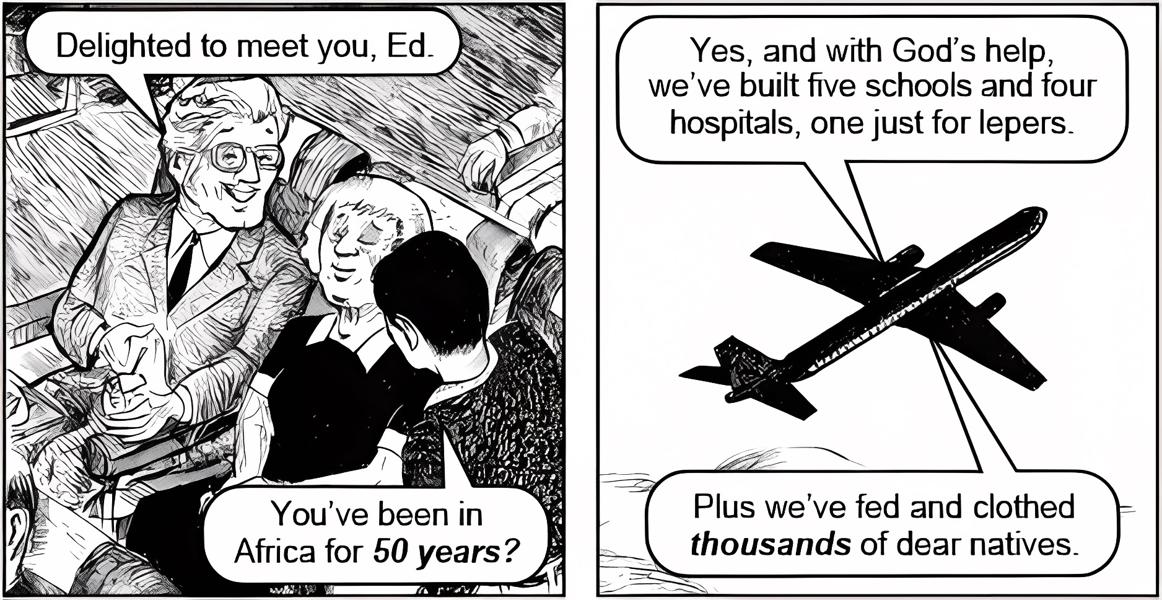 Delighted to meet you, Ed.
You’ve been in
Africa for 50 years?
Yes, and with God’s help,
we’ve built five schools and four
hospitals, one just for lepers.
Plus we’ve fed and clothed
thousands of dear natives.